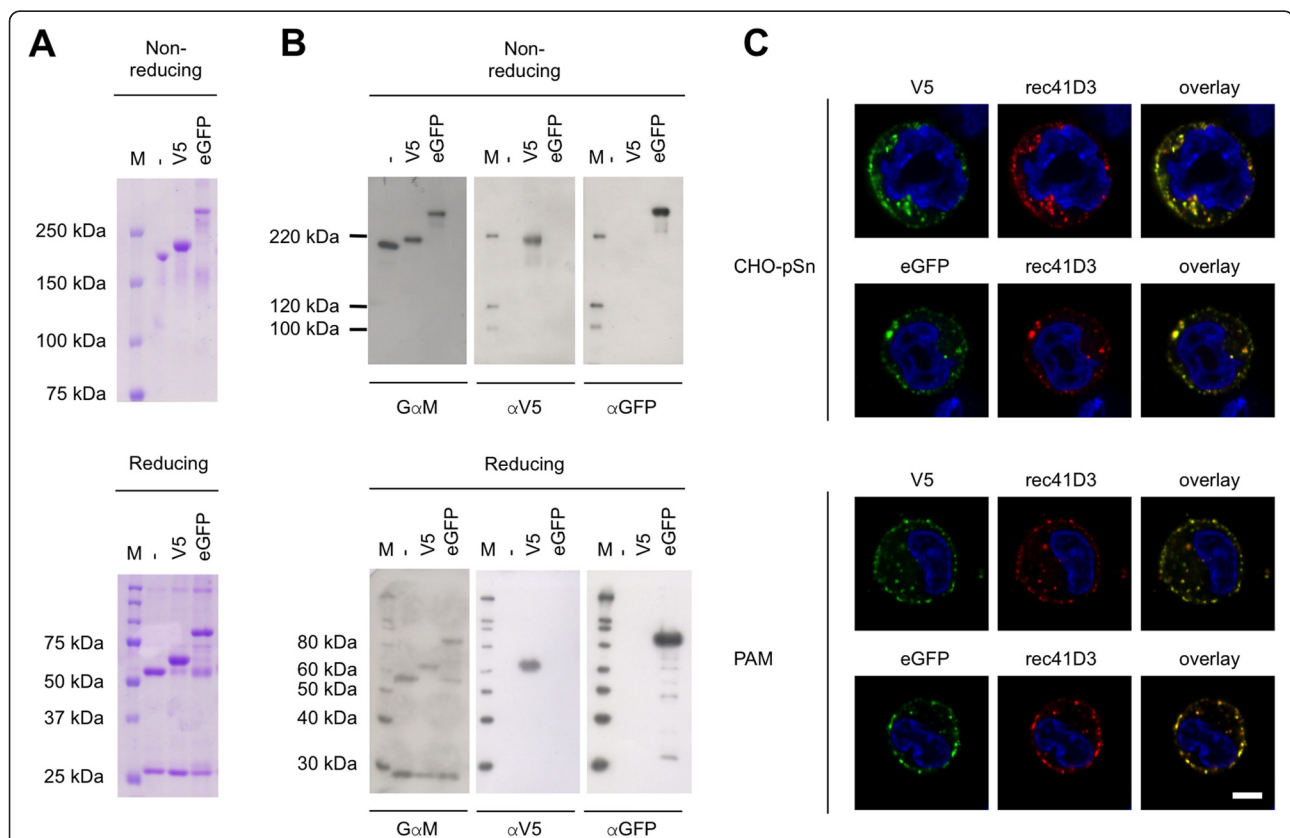 A
Non-
reducing
M - V5 eGFP
250 kDa
150 kDa
100 kDa
75 kDa
Reducing
M - V5 eGFP
75 kDa
50 kDa
37 kDa
25 kDa
B
Non-
reducing
- V5 eGFP M - V5 eGFP M - V5 eGFP
220 kDa
120 kDa
100 kDa
GαM αV5 αGFP
Reducing
M - V5 eGFP M - V5 eGFP M - V5 eGFP
80 kDa
60 kDa
50 kDa
40 kDa
30 kDa
GαM αV5 αGFP
C
V5 rec41D3 overlay
CHO-pSn
eGFP rec41D3 overlay
V5 rec41D3 overlay
PAM
eGFP rec41D3 overlay